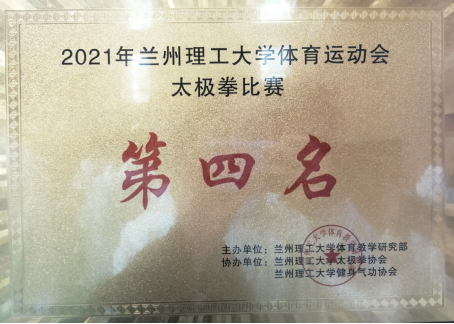 2021年兰州理工大学体育运动会
太极拳比赛
第四名
主办单位：兰州理工大学体育教学研究部
协办单位：兰州理工大学太极拳协会
兰州理工大学健身气功协会